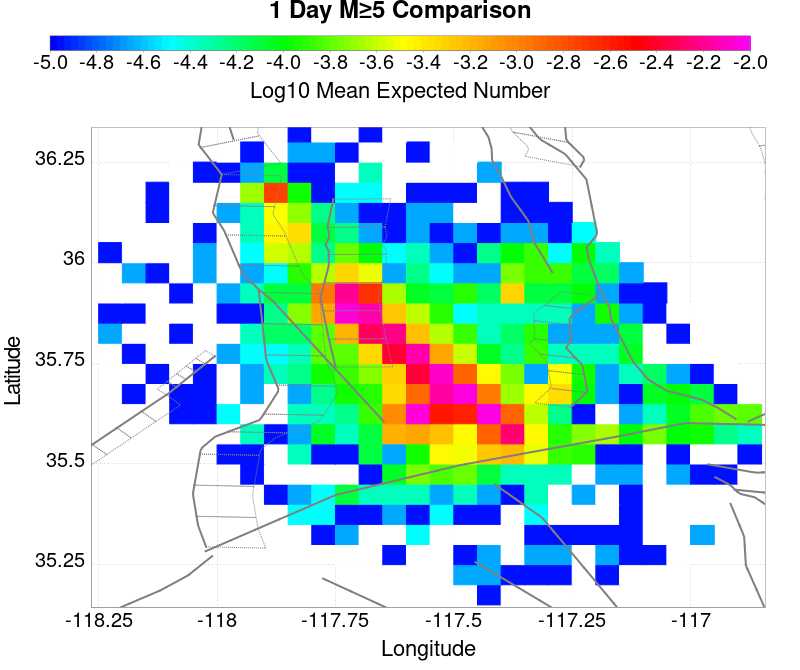 1 Day M≥5 Comparison
-5.0 -4.8 -4.6 -4.4 -4.2 -4.0 -3.8 -3.6 -3.4 -3.2 -3.0 -2.8 -2.6 -2.4 -2.2 -2.0
Log10 Mean Expected Number
36.25
36
35.75
35.5
35.25
Latitude
-118.25 -118 -117.75 -117.5 -117.25 -117
Longitude